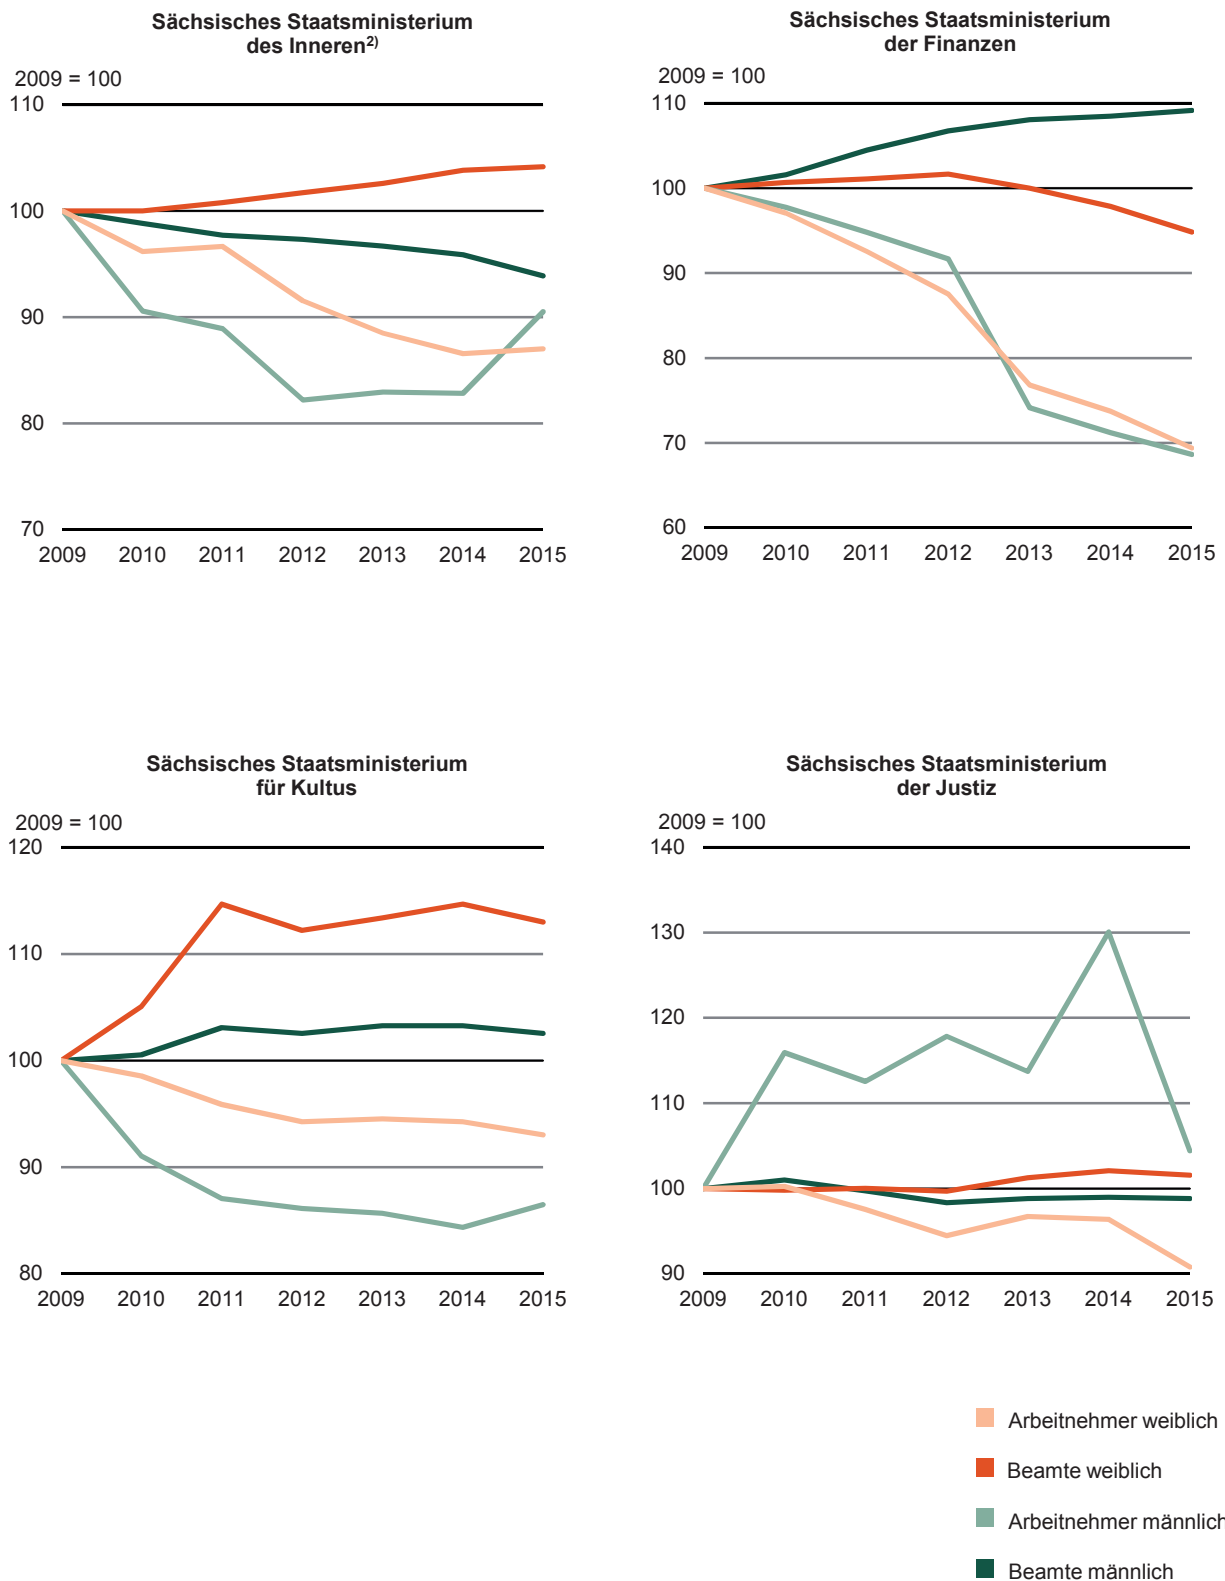 Sächsisches Staatsministerium
des Inneren2)
2009 = 100
110
100
90
80
70
2009 2010 2011 2012 2013 2014 2015
Sächsisches Staatsministerium
der Finanzen
2009 = 100
110
100
90
80
70
60
2009 2010 2011 2012 2013 2014 2015
Sächsisches Staatsministerium
für Kultus
2009 = 100
120
110
100
90
80
2009 2010 2011 2012 2013 2014 2015
Sächsisches Staatsministerium
der Justiz
2009 = 100
140
130
120
110
100
90
2009 2010 2011 2012 2013 2014 2015
Arbeitnehmer weiblich
Beamte weiblich
Arbeitnehmer männlich
Beamte männlich